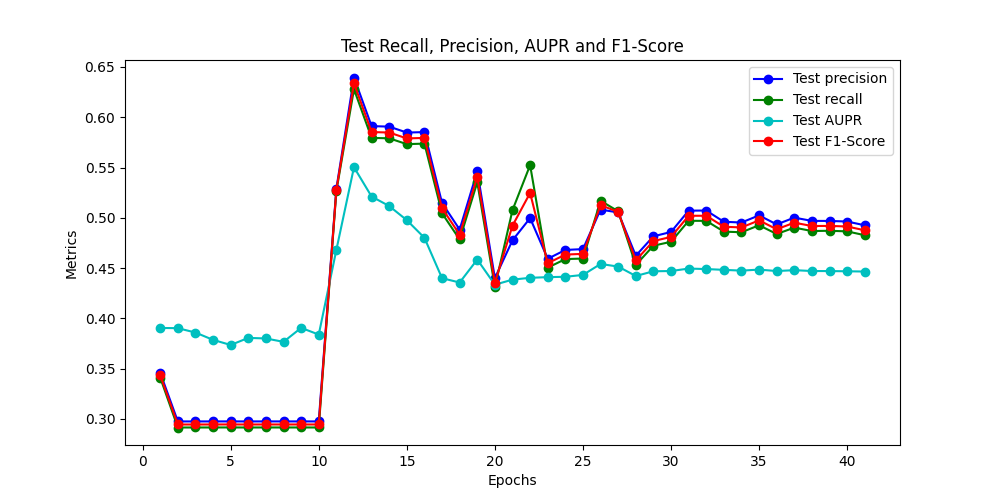 Test Recall, Precision, AUPR and F1-Score
Test precision
Test recall
Test AUPR
Test F1-Score
Metrics
0.65
0.60
0.55
0.50
0.45
0.40
0.35
0.30
0 5 10 15 20 25 30 35 40
Epochs